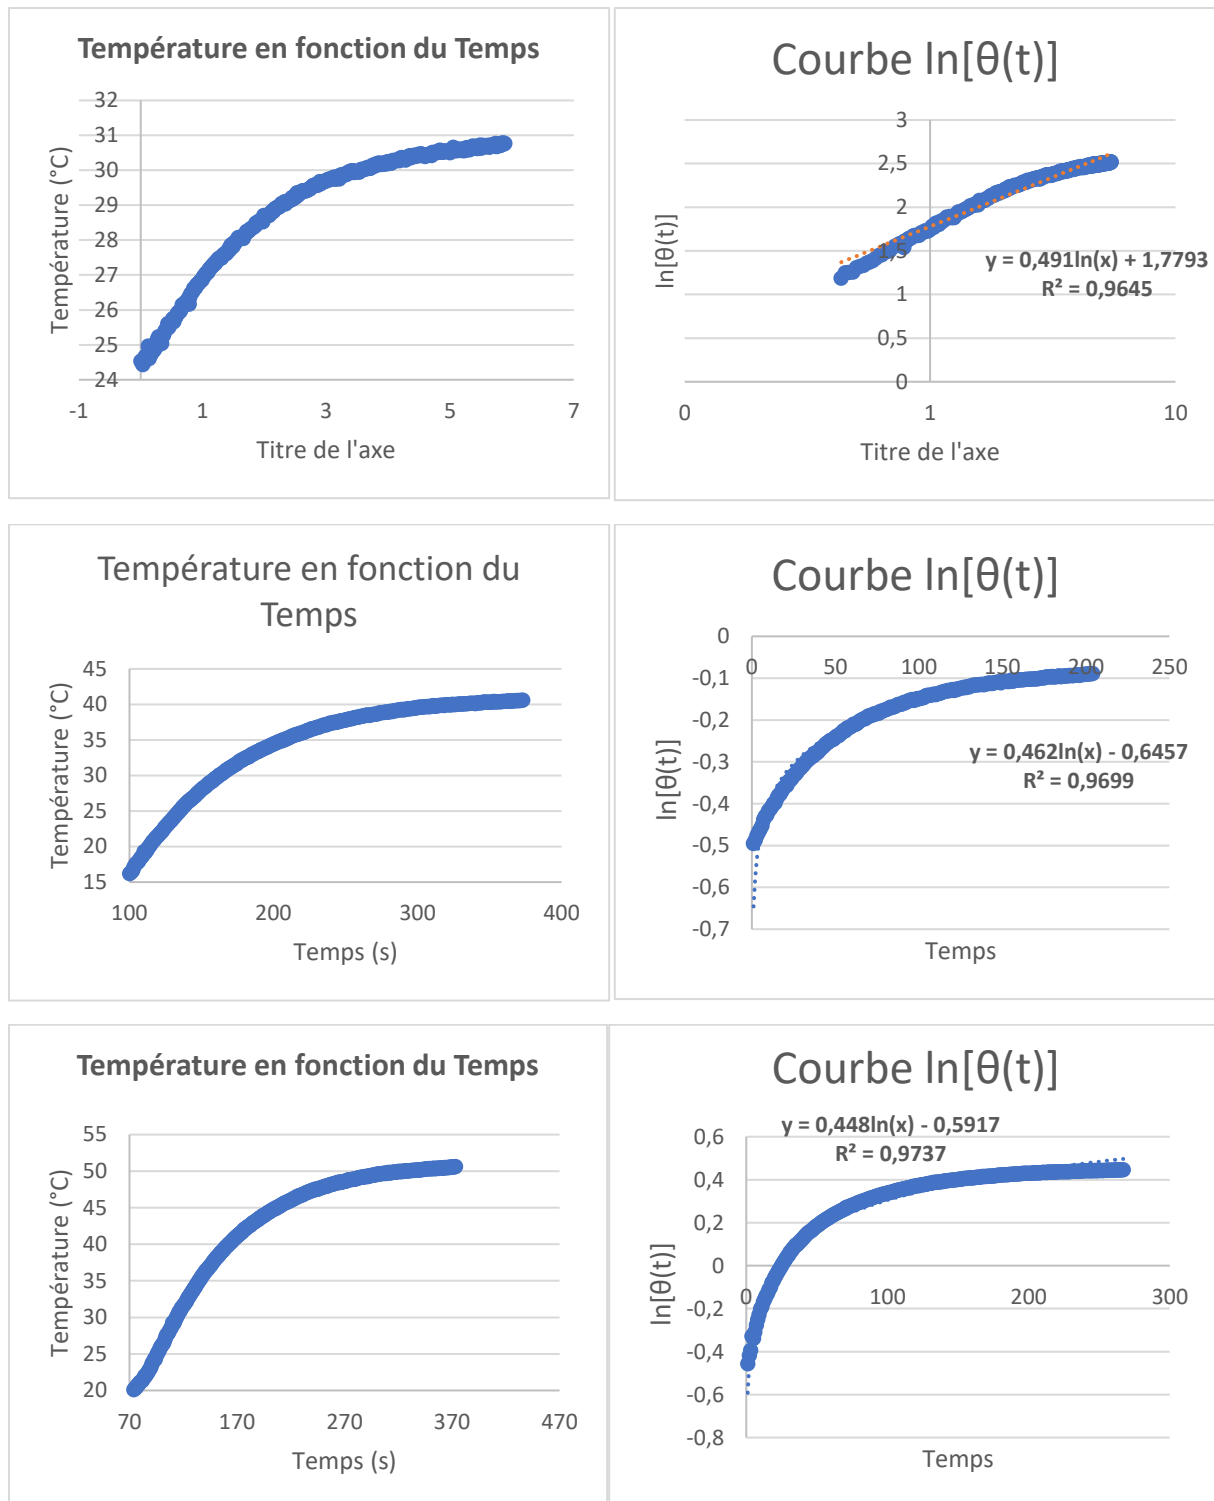 Température en fonction du Temps
32
31
30
29
28
27
26
25
24
-1
1
3
5
7
Température (°C)
Titre de l'axe
Courbe ln[θ(t)]
3
2,5
2
1,5
1
0,5
0
0
1
10
ln[θ(t)]
y = 0,491ln(x) + 1,7793
R² = 0,9645
Titre de l'axe
Température en fonction du
Temps
45
40
35
30
25
20
15
100
200
300
400
Température (°C)
Temps (s)
Courbe ln[θ(t)]
0
-0,1
-0,2
-0,3
-0,4
-0,5
-0,6
-0,7
0
50
100
150
200
250
ln[θ(t)]
y = 0,462ln(x) - 0,6457
R² = 0,9699
Temps
Température en fonction du Temps
55
50
45
40
35
30
25
20
70
170
270
370
470
Température (°C)
Temps (s)
Courbe ln[θ(t)]
y = 0,448ln(x) - 0,5917
R² = 0,9737
0,6
0,4
0,2
0
-0,2
-0,4
-0,6
-0,8
0
100
200
300
ln[θ(t)]
Temps